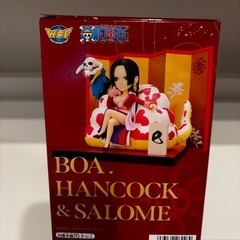 WCF
ONE PIECE
BOA.
HANCOCK
& SALOME